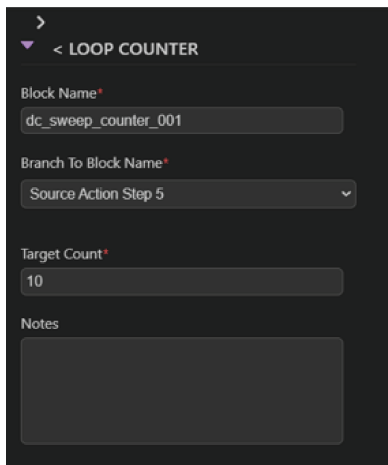 < LOOP COUNTER
Block Name*
dc_sweep_counter_001
Branch To Block Name*
Source Action Step 5
Target Count*
10
Notes